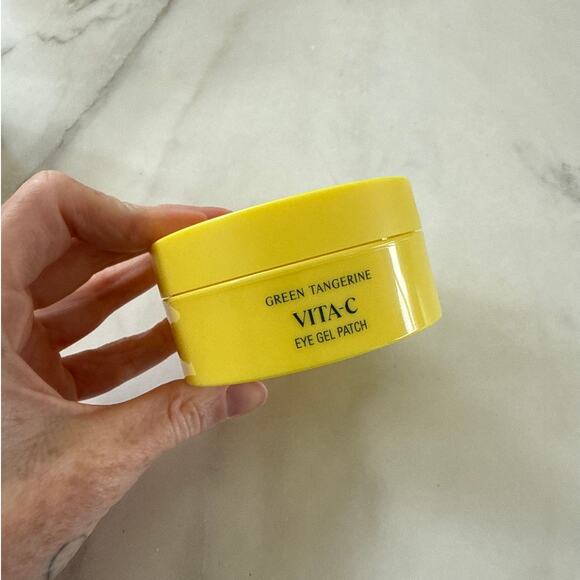 GREEN TANGERINE
VITA-C
EYE GEL PATCH